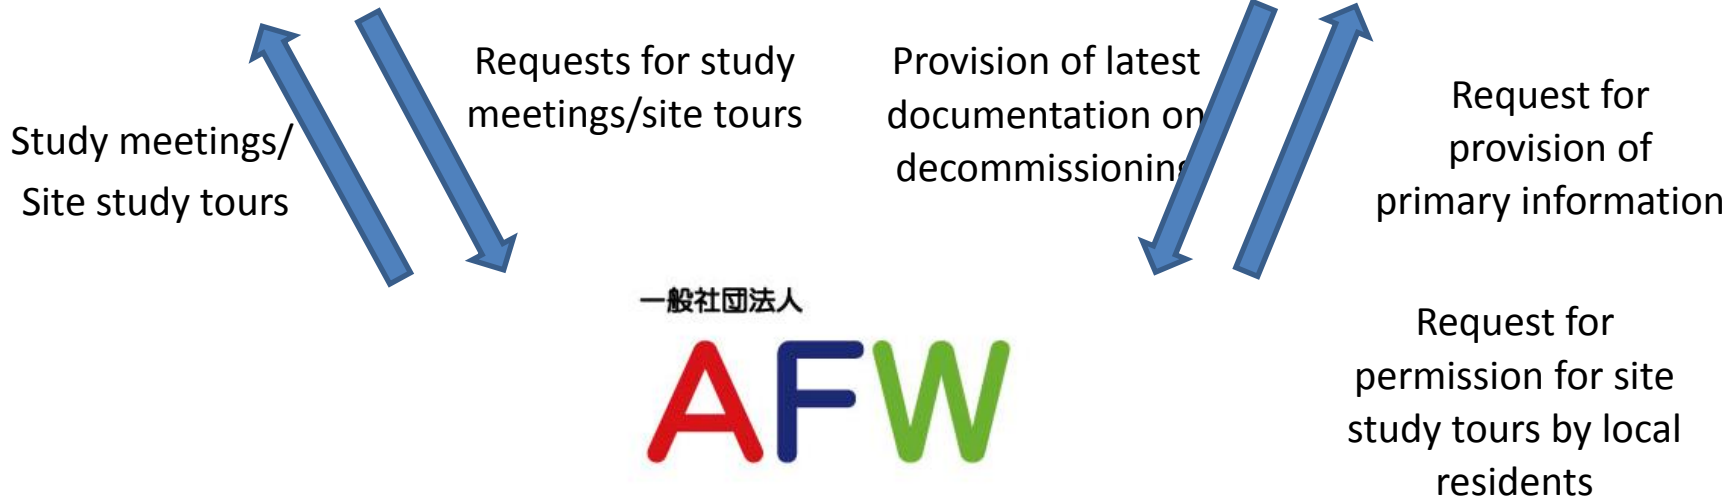 Study meetings/
Site study tours
Requests for study
meetings/site tours
Provision of latest
documentation on
decommissioning
Request for
provision of
primary information
Request for
permission for site
study tours by local
residents
一般社団法人
AFW